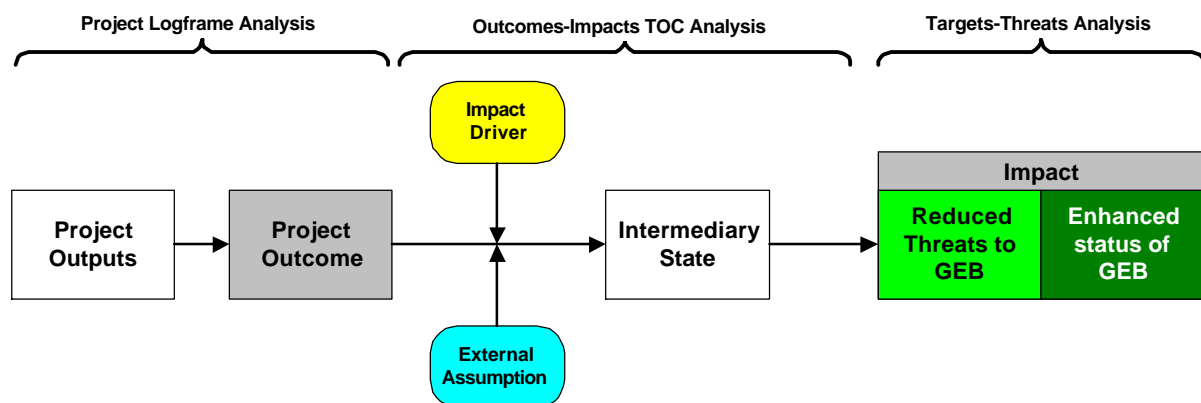 Project Logframe Analysis
Outcomes-Impacts TOC Analysis
Targets-Threats Analysis
Impact
Driver
Project
Outputs
Project
Outcome
Intermediary
State
Impact
Reduced
Threats to
GEB
Enhanced
status of
GEB
External
Assumption